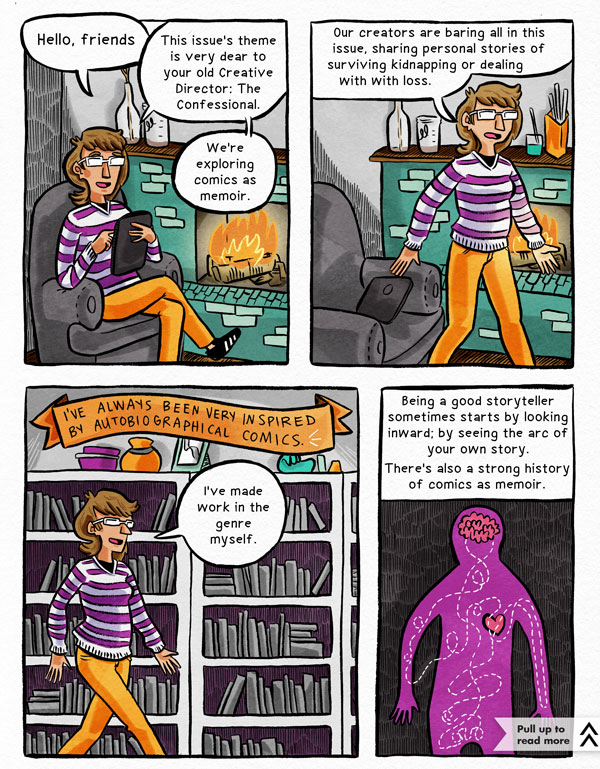 Hello, friends
This issue's theme
is very dear to
your old Creative
Director: The
Confessional.
We're
exploring
comics as
memoir.
Our creators are baring all in this
issue, sharing personal stories of
surviving kidnapping or dealing
with with loss.
I'VE ALWAYS BEEN VERY INSPIRED
BY AUTOBIOGRAPHICAL COMICS.
I've made
work in the
genre
myself.
Being a good storyteller
sometimes starts by looking
inward; by seeing the arc of
your own story.
There's also a strong history
of comics as memoir.
Pull up to
read more